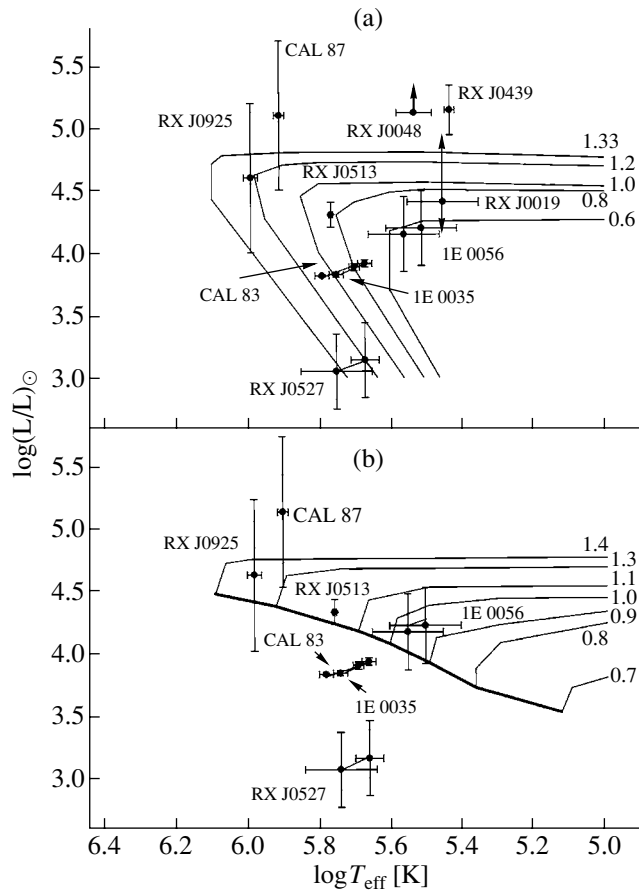 (a)
5.5
CAL 87
RX J0439
RX J0925
5.0
RX J0048
1.33
RX J0513
1.2
4.5
1.0
RX J0019
0.8
0.6
4.0
1E 0056
CAL 83
1E 0035
3.5
RX J0527
3.0
log(L/L)⊙
(b)
5.5
CAL 87
5.0
RX J0925
1.4
1.3
4.5
RX J0513
1.1
1E 0056
1.0
0.9
CAL 83
4.0
0.8
0.7
1E 0035
3.5
RX J0527
3.0
6.4 6.0 5.8 5.6 5.4 5.2 5.0
logTeff [K]